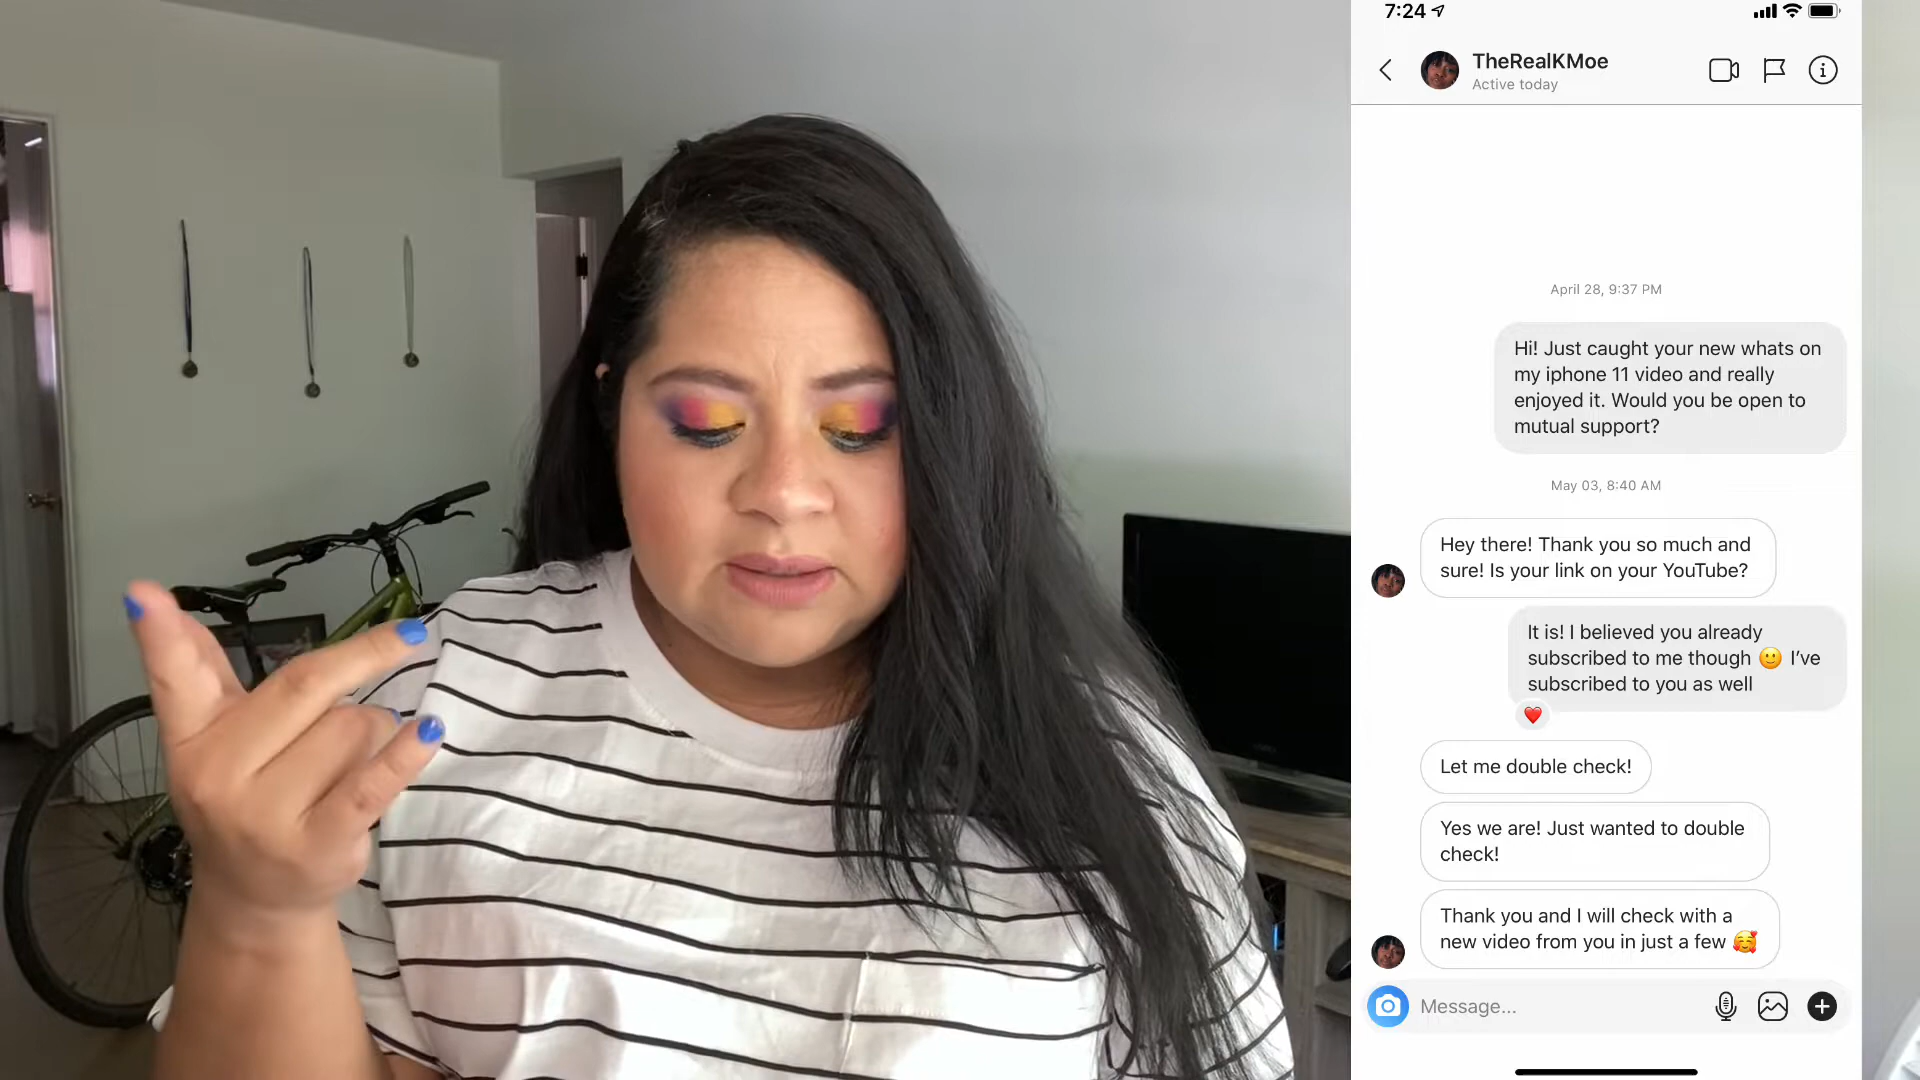 7:24
TheRealKMoe
Active today
April 28, 9:37 PM
Hi! Just caught your new whats on
my iphone 11 video and really
enjoyed it. Would you be open to
mutual support?
May 03, 8:40 AM
Hey there! Thank you so much and
sure! Is your link on your YouTube?
It is! I believed you already
subscribed to me though 🙂 I’ve
subscribed to you as well
❤️
Let me double check!
Yes we are! Just wanted to double
check!
Thank you and I will check with a
new video from you in just a few 🥰
Message...